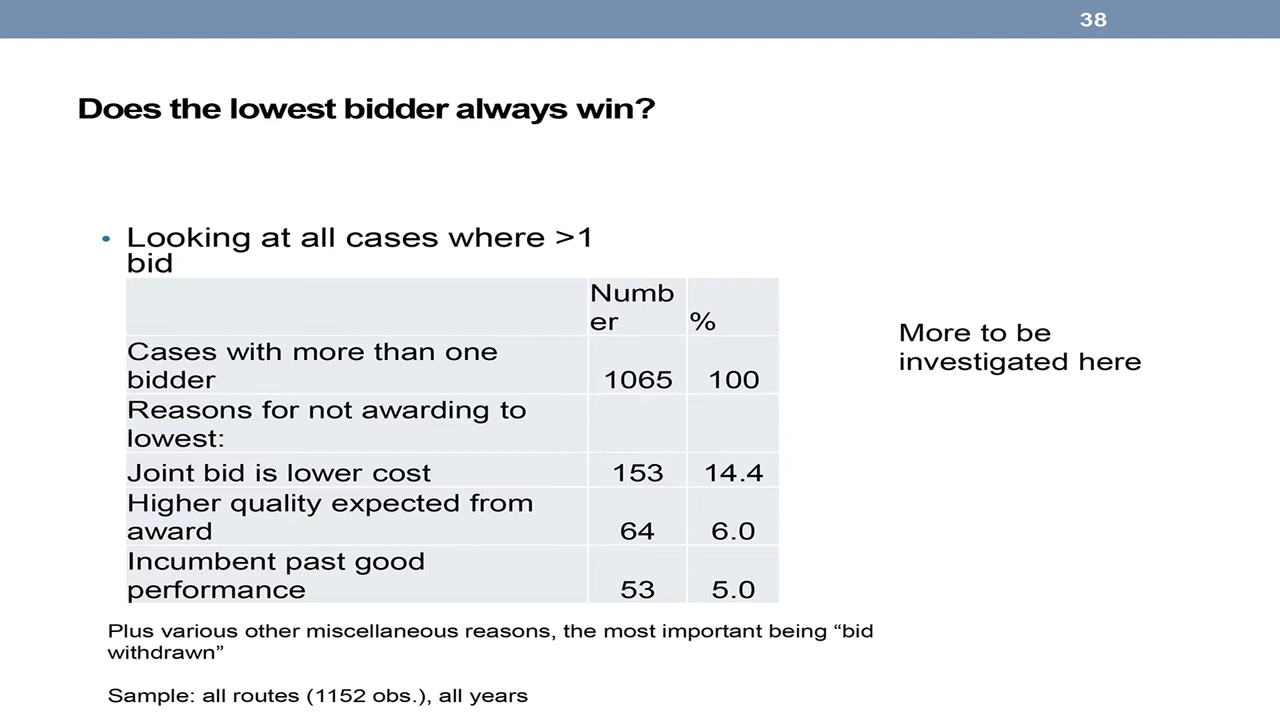 38
Does the lowest bidder always win?
• Looking at all cases where >1
bid
Numb
er
%
Cases with more than one
bidder
1065
100
Reasons for not awarding to
lowest:
Joint bid is lower cost
153
14.4
Higher quality expected from
award
64
6.0
Incumbent past good
performance
53
5.0
More to be
investigated here
Plus various other miscellaneous reasons, the most important being “bid
withdrawn”
Sample: all routes (1152 obs.), all years